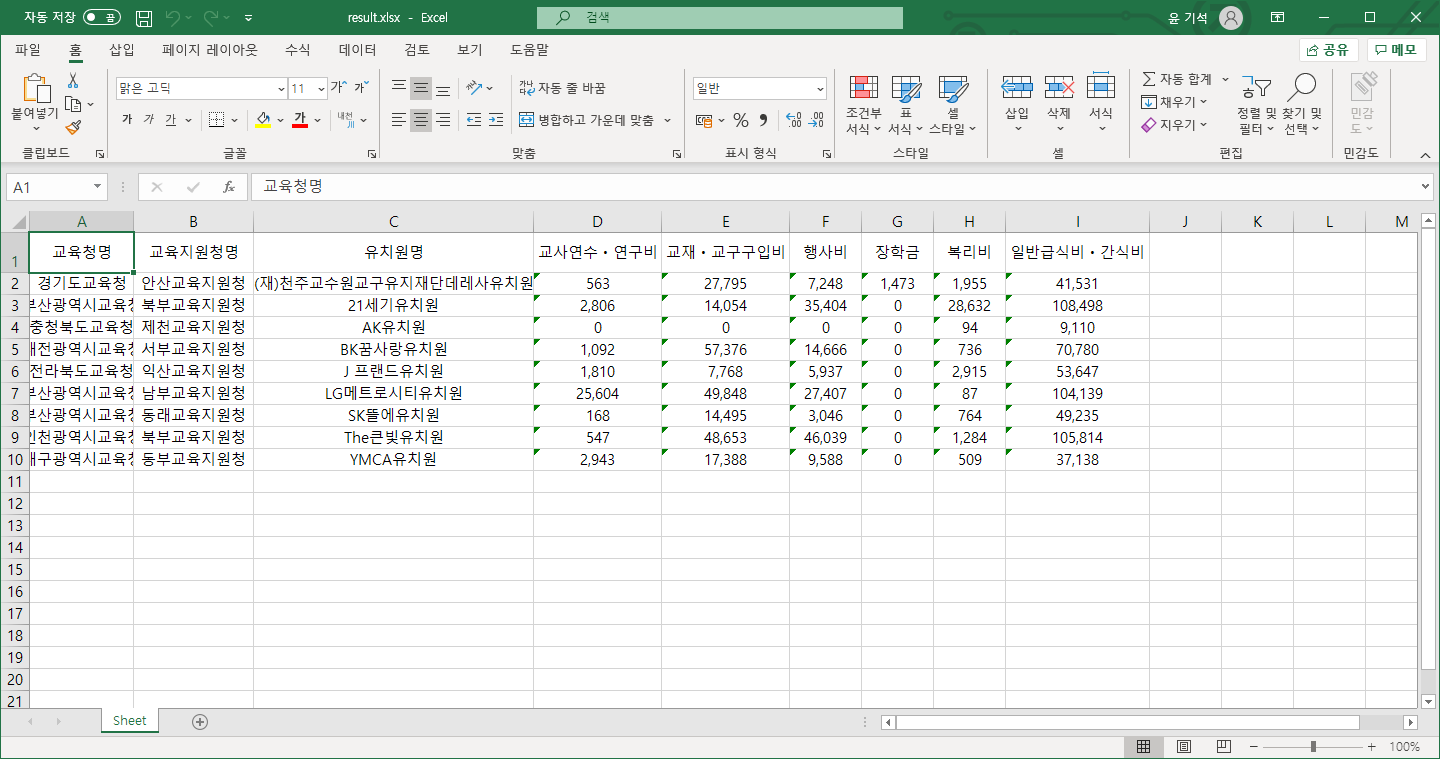 자동 저장 끔 result.xlsx - Excel 검색 윤 기석
파일 홈 삽입 페이지 레이아웃 수식 데이터 검토 보기 도움말 공유 메모
붙여넣기 맑은 고딕 11 가 가 자동 줄 바꿈 일반 조건부 서식 표 서식 셀 스타일 삽입 삭제 서식 자동 합계 채우기 지우기 정렬 및 필터 찾기 및 선택 민감도
가 가 가 가 내천 병합하고 가운데 맞춤 % 9
클립보드 글꼴 맞춤 표시 형식 스타일 셀 편집 민감도
A1 fx 교육청명
A B C D E F G H I J K L M
1 교육청명 교육지원청명 유치원명 교사연수・연구비 교재・교구구입비 행사비 장학금 복리비 일반급식비・간식비
2 경기도교육청 안산교육지원청 (재)천주교수원교구유지재단데레사유치원 563 27,795 7,248 1,473 1,955 41,531
3 부산광역시교육청 북부교육지원청 21세기유치원 2,806 14,054 35,404 0 28,632 108,498
4 충청북도교육청 제천교육지원청 AK유치원 0 0 0 0 94 9,110
5 대전광역시교육청 서부교육지원청 BK꿈사랑유치원 1,092 57,376 14,666 0 736 70,780
6 전라북도교육청 익산교육지원청 J 프랜드유치원 1,810 7,768 5,937 0 2,915 53,647
7 부산광역시교육청 남부교육지원청 LG메트로시티유치원 25,604 49,848 27,407 0 87 104,139
8 부산광역시교육청 동래교육지원청 SK뜰에유치원 168 14,495 3,046 0 764 49,235
9 인천광역시교육청 북부교육지원청 The큰빛유치원 547 48,653 46,039 0 1,284 105,814
10 대구광역시교육청 동부교육지원청 YMCA유치원 2,943 17,388 9,588 0 509 37,138
11
12
13
14
15
16
17
18
19
20
21
Sheet
100%